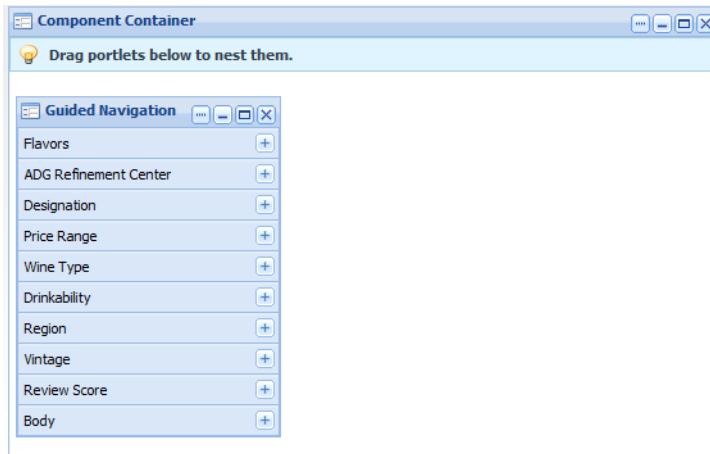 Component Container
Drag portlets below to nest them.
Guided Navigation
Flavors
ADG Refinement Center
Designation
Price Range
Wine Type
Drinkability
Region
Vintage
Review Score
Body